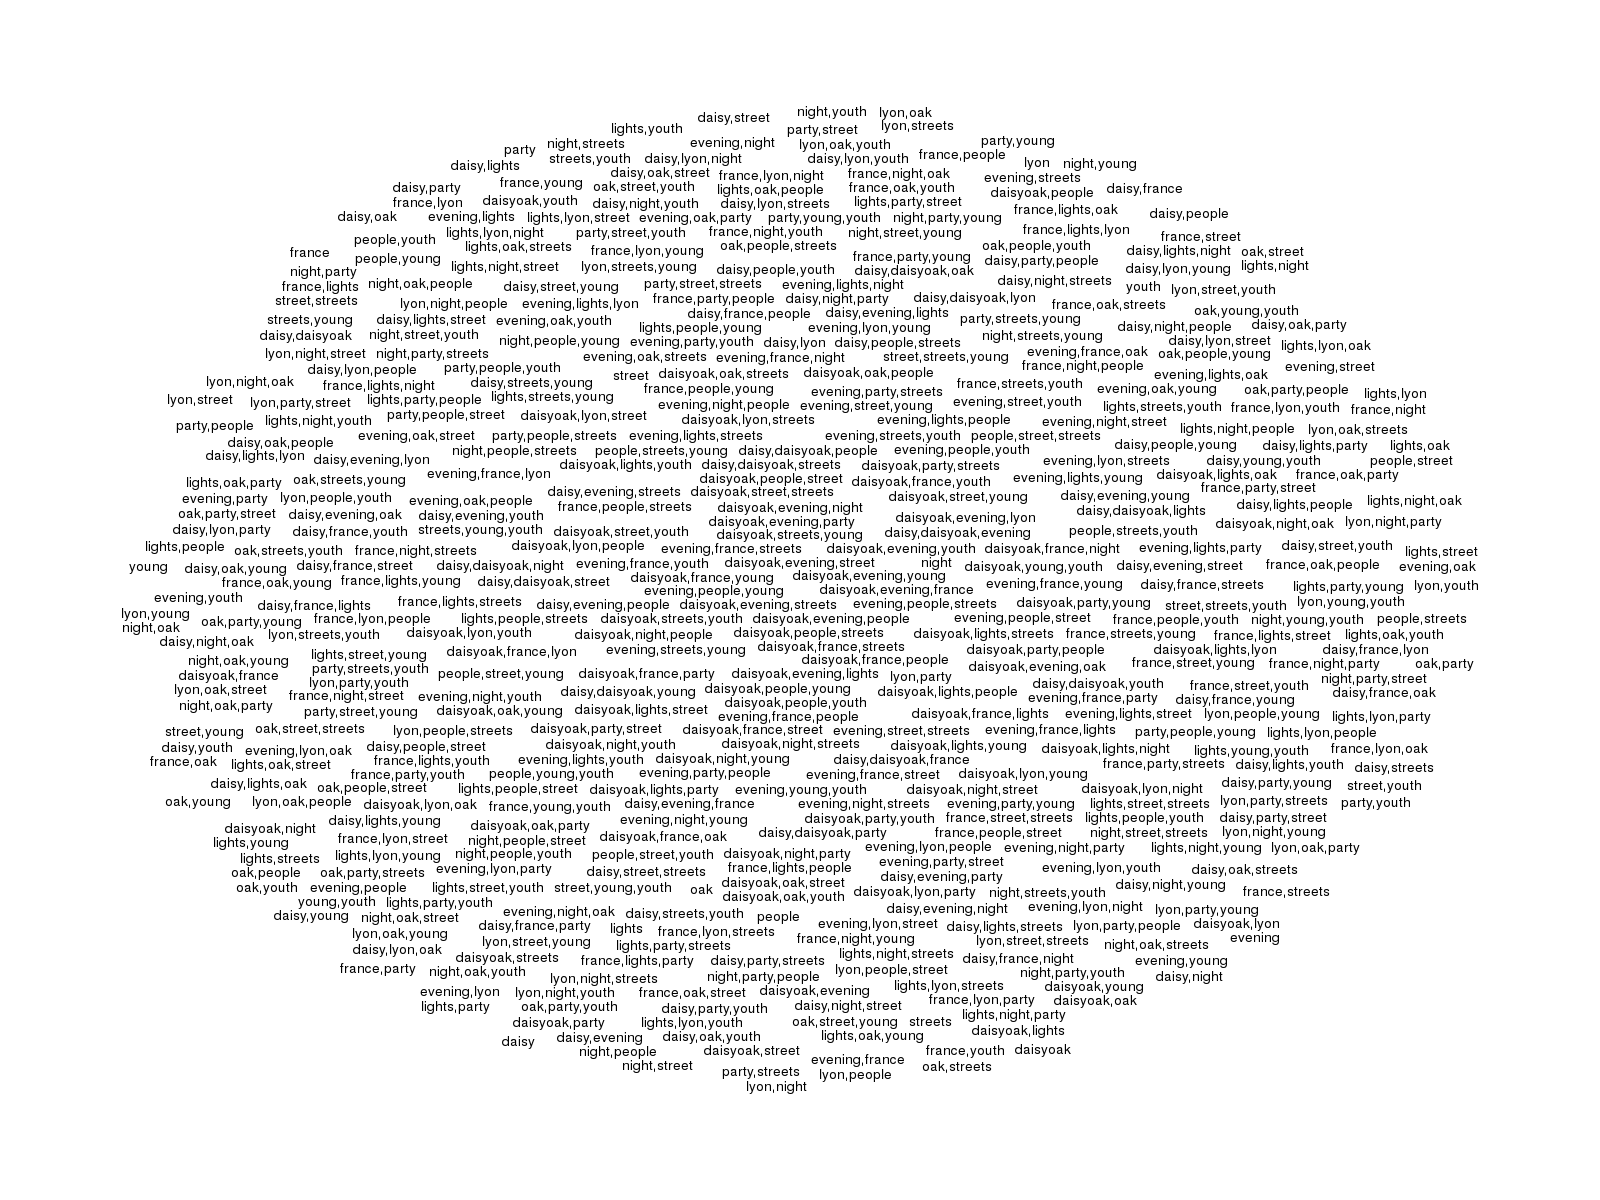 night,youth lyon,oak
daisy,street
lights,youth party,street lyon,streets
night,streets evening,night lyon,oak,youth party,young
party streets,youth daisy,lyon,night daisy,lyon,youth france,people
daisy,lights lyon night,young
daisy,oak,street france,lyon,night france,night,oak evening,streets
daisy,party france,young oak,street,youth lights,oak,people france,oak,youth daisyoak,people daisy,france
france,lyon daisyoak,youth daisy,night,youth daisy,lyon,streets lights,party,street
daisy,oak evening,lights lights,lyon,street evening,oak,party party,young,youth night,party,young france,lights,oak daisy,people
lights,lyon,night party,street,youth france,night,youth night,street,young france,lights,lyon
people,youth lights,oak,streets oak,people,streets oak,people,youth france,street
france people,young france,lyon,young france,party,young daisy,party,people daisy,lights,night oak,street
night,party lights,night,street lyon,streets,young daisy,people,youth daisy,daisyoak,oak daisy,lyon,young lights,night
france,lights night,oak,people daisy,street,young party,street,streets evening,lights,night daisy,night,streets youth lyon,street,youth
street,streets lyon,night,people evening,lights,lyon france,party,people daisy,night,party daisy,daisyoak,lyon france,oak,streets
streets,young daisy,lights,street evening,oak,youth daisy,france,people daisy,evening,lights party,streets,young oak,young,youth
daisy,daisyoak night,street,youth lights,people,young evening,lyon,young night,streets,young daisy,night,people daisy,oak,party
night,people,young evening,party,youth daisy,lyon daisy,people,streets daisy,lyon,street lights,lyon,oak
lyon,night,street night,party,streets evening,oak,streets evening,france,night street,streets,young evening,france,oak oak,people,young
daisy,lyon,people party,people,youth street daisyoak,oak,streets daisyoak,oak,people france,night,people evening,lights,oak evening,street
lyon,night,oak france,lights,night daisy,streets,young france,people,young evening,party,streets france,streets,youth evening,oak,young oak,party,people lights,lyon
lyon,street lyon,party,street lights,party,people lights,streets,young evening,night,people evening,street,young evening,street,youth lights,streets,youth france,lyon,youth france,night
party,people lights,night,youth party,people,street daisyoak,lyon,street daisyoak,lyon,streets evening,lights,people evening,night,street lights,night,people lyon,oak,streets
daisy,oak,people evening,oak,street party,people,streets evening,lights,streets evening,streets,youth people,street,streets daisy,people,young daisy,lights,party lights,oak
daisy,lights,lyon daisy,evening,lyon night,people,streets people,streets,young daisy,daisyoak,people evening,people,youth evening,lyon,streets daisy,young,youth people,street
evening,france,lyon daisyoak,lights,youth daisy,daisyoak,streets daisyoak,party,streets
lights,oak,party oak,streets,young daisyoak,people,street daisyoak,france,youth evening,lights,young daisyoak,lights,oak france,oak,party
evening,party lyon,people,youth evening,oak,people daisy,evening,streets daisyoak,street,streets daisyoak,street,young daisy,evening,young france,party,street lights,night,oak
oak,party,street daisy,evening,oak daisy,evening,youth france,people,streets daisyoak,evening,night daisyoak,evening,lyon daisy,daisyoak,lights daisy,lights,people
daisy,lyon,party daisy,france,youth streets,young,youth daisyoak,street,youth daisyoak,evening,party daisyoak,streets,young daisy,daisyoak,evening people,streets,youth daisyoak,night,oak lyon,night,party
lights,people oak,streets,youth france,night,streets daisyoak,lyon,people evening,france,streets daisyoak,evening,youth daisyoak,france,night evening,lights,party daisy,street,youth lights,street
young daisy,oak,young daisy,france,street daisy,daisyoak,night evening,france,youth daisyoak,evening,street night daisyoak,young,youth daisy,evening,street france,oak,people evening,oak
france,oak,young france,lights,young daisy,daisyoak,street daisyoak,france,young daisyoak,evening,young evening,france,young daisy,france,streets lights,party,young lyon,youth
evening,youth evening,people,young daisyoak,evening,france
lyon,young daisy,france,lights france,lights,streets daisy,evening,people daisyoak,evening,streets evening,people,streets daisyoak,party,young street,streets,youth lyon,young,youth
night,oak oak,party,young france,lyon,people lights,people,streets daisyoak,streets,youth daisyoak,evening,people evening,people,street france,people,youth night,young,youth people,streets
daisy,night,oak lyon,streets,youth daisyoak,lyon,youth daisyoak,night,people daisyoak,people,streets daisyoak,lights,streets france,streets,young france,lights,street lights,oak,youth
night,oak,young lights,street,young daisyoak,france,lyon evening,streets,young daisyoak,france,streets daisyoak,party,people daisyoak,lights,lyon daisy,france,lyon
daisyoak,france party,streets,youth people,street,young daisyoak,france,party daisyoak,evening,lights daisyoak,france,people lyon,party daisyoak,evening,oak france,street,young france,night,party oak,party
lyon,oak,street lyon,party,youth daisy,daisyoak,young daisyoak,people,young daisyoak,lights,people daisy,daisyoak,youth france,street,youth night,party,street
night,oak,party france,night,street evening,night,youth daisyoak,people,youth evening,france,party daisy,france,young daisy,france,oak
party,street,young daisyoak,oak,young daisyoak,lights,street evening,france,people daisyoak,france,lights evening,lights,street lyon,people,young lights,lyon,party
street,young oak,street,streets lyon,people,streets daisyoak,party,street daisyoak,france,street evening,street,streets evening,france,lights party,people,young lyon,lyon,people
daisy,youth evening,lyon,oak daisy,people,street daisyoak,night,youth daisyoak,night,streets daisyoak,lights,young daisyoak,lights,night lights,young,youth france,lyon,oak
france,oak lights,oak,street france,lights,youth evening,lights,youth daisyoak,night,young daisy,daisyoak,france france,party,streets daisy,lights,youth daisy,streets
france,party,youth people,young,youth evening,party,people evening,france,street daisyoak,lyon,young
daisy,lights,oak oak,people,street lights,people,street daisyoak,lights,party evening,young,youth daisyoak,night,street daisyoak,lyon,night daisy,party,young street,youth
oak,young lyon,oak,people daisyoak,lyon,oak france,young,youth daisy,evening,france evening,night,streets evening,party,young lights,street,streets lyon,party,streets party,youth
daisyoak,night daisy,lights,young daisyoak,oak,party evening,night,young daisyoak,party,youth france,street,streets lights,people,youth daisy,party,street
lights,young france,lyon,street night,people,street daisyoak,france,oak daisy,daisyoak,party france,people,street night,street,streets lyon,night,young
lights,streets lights,lyon,young night,people,youth people,street,youth daisyoak,night,party evening,lyon,people evening,night,party lights,night,young lyon,oak,party
oak,people oak,party,streets evening,lyon,party daisy,street,streets france,lights,people evening,party,street evening,lyon,youth daisy,oak,streets
oak,youth evening,people lights,street,youth street,young,youth oak daisyoak,oak,street daisy,evening,party daisyoak,lyon,party night,streets,youth daisy,night,young france,streets
young,youth lights,party,youth daisyoak,oak,youth
daisy,young night,oak,street evening,night,oak daisy,streets,youth people daisy,evening,night evening,lyon,night lyon,party,young
lyon,oak,young daisy,france,party lights france,lyon,streets evening,lyon,street daisy,lights,streets lyon,party,people daisyoak,lyon
daisy,lyon,oak lyon,street,young lights,party,streets france,night,young lyon,street,streets night,oak,streets evening
france,party daisyoak,streets france,lights,party daisy,party,streets lights,night,streets daisy,france,night evening,young
night,oak,youth lyon,night,streets night,party,people lyon,people,street night,party,youth daisy,night
evening,lyon lyon,night,youth france,oak,street daisyoak,evening lights,lyon,streets daisyoak,young
lights,party oak,party,youth daisy,party,youth daisy,night,street france,lyon,party daisyoak,oak
daisyoak,party lights,lyon,youth oak,street,young streets lights,night,party
daisy daisy,evening daisy,oak,youth lights,oak,young daisyoak,lights
night,people daisyoak,street evening,france france,youth daisyoak
night,street party,streets lyon,people oak,streets
lyon,night